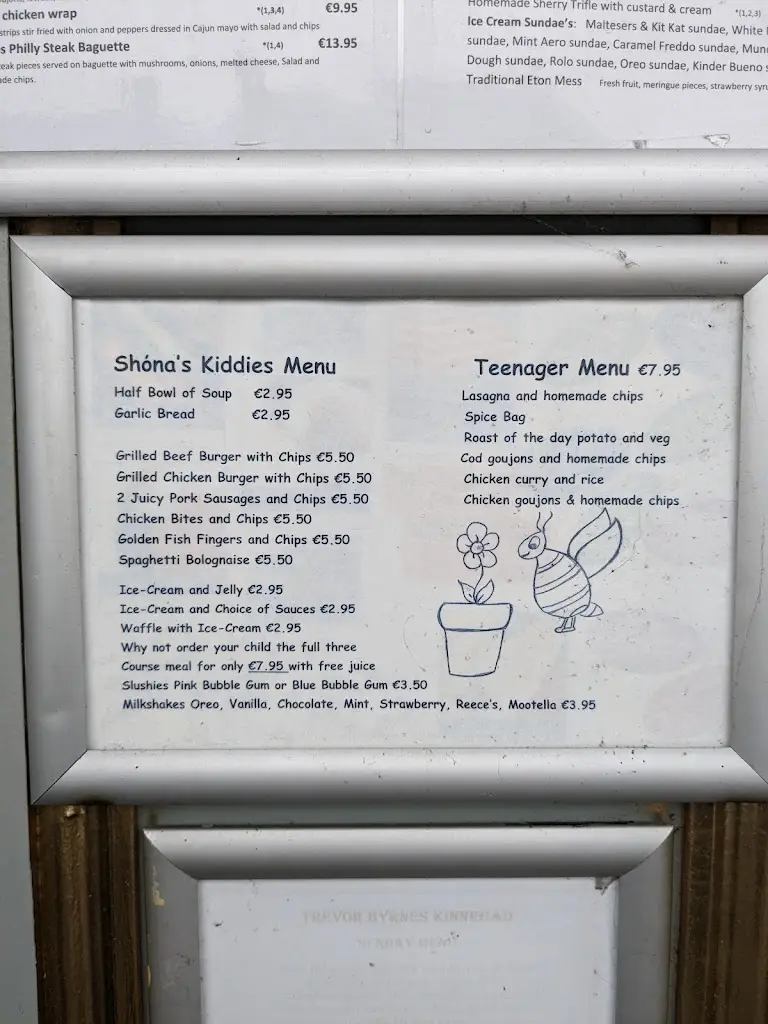 chicken wrap *(1,3,4) €9.95
strips stir fried with onion and peppers dressed in Cajun mayo with salad and chips
s Philly Steak Baguette *(1,4) €13.95
eak pieces served on baguette with mushrooms, onions, melted cheese, Salad and
ade chips.
Homemade Sherry Trifle with custard & cream *(1,2,3)
Ice Cream Sundae's: Maltesers & Kit Kat sundae, White
sundae, Mint Aero sundae, Caramel Freddo sundae,
Dough sundae, Rolo sundae, Oreo sundae, Kinder Bueno
Traditional Eton Mess Fresh fruit, meringue pieces, strawberry
Shóna's Kiddies Menu
Half Bowl of Soup €2.95
Garlic Bread €2.95
Grilled Beef Burger with Chips €5.50
Grilled Chicken Burger with Chips €5.50
2 Juicy Pork Sausages and Chips €5.50
Chicken Bites and Chips €5.50
Golden Fish Fingers and Chips €5.50
Spaghetti Bolognaise €5.50
Ice-Cream and Jelly €2.95
Ice-Cream and Choice of Sauces €2.95
Waffle with Ice-Cream €2.95
Why not order your child the full three
Course meal for only €7.95 with free juice
Slushies Pink Bubble Gum or Blue Bubble Gum €3.50
Milkshakes Oreo, Vanilla, Chocolate, Mint, Strawberry, Reece's, Mootella €3.95
Teenager Menu €7.95
Lasagna and homemade chips
Spice Bag
Roast of the day potato and veg
Cod goujons and homemade chips
Chicken curry and rice
Chicken goujons & homemade chips
TREVOR BYRNES KINNEGAD
SUNDAY MENU